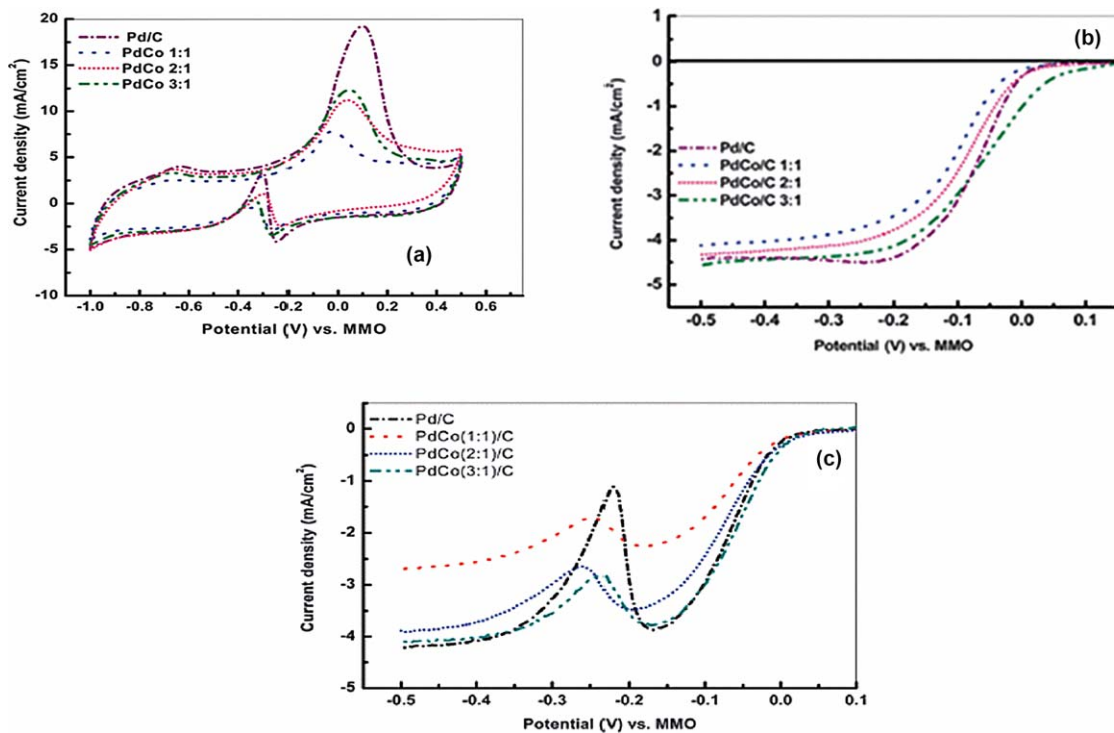 20
15
10
5
0
-5
10
Current density (mA/cm²)
Pd/C
PdCo 1:1
PdCo 2:1
PdCo 3:1
(a)
-1.0 -0.8 -0.6 -0.4 -0.2 0.0 0.2 0.4 0.6
Potential (V) vs. MMO
1
0
-1
-2
-3
-4
-5
Current density (mA/cm²)
(b)
Pd/C
PdCo/C 1:1
PdCo/C 2:1
PdCo/C 3:1
-0.5 -0.4 -0.3 -0.2 -0.1 0.0 0.1
Potential (V) vs. MMO
0
-1
-2
-3
-4
-5
Current density (mA/cm²)
Pd/C
PdCo(1:1)/C
PdCo(2:1)/C
PdCo(3:1)/C
(c)
-0.5 -0.4 -0.3 -0.2 -0.1 0.0 0.1
Potential (V) vs. MMO